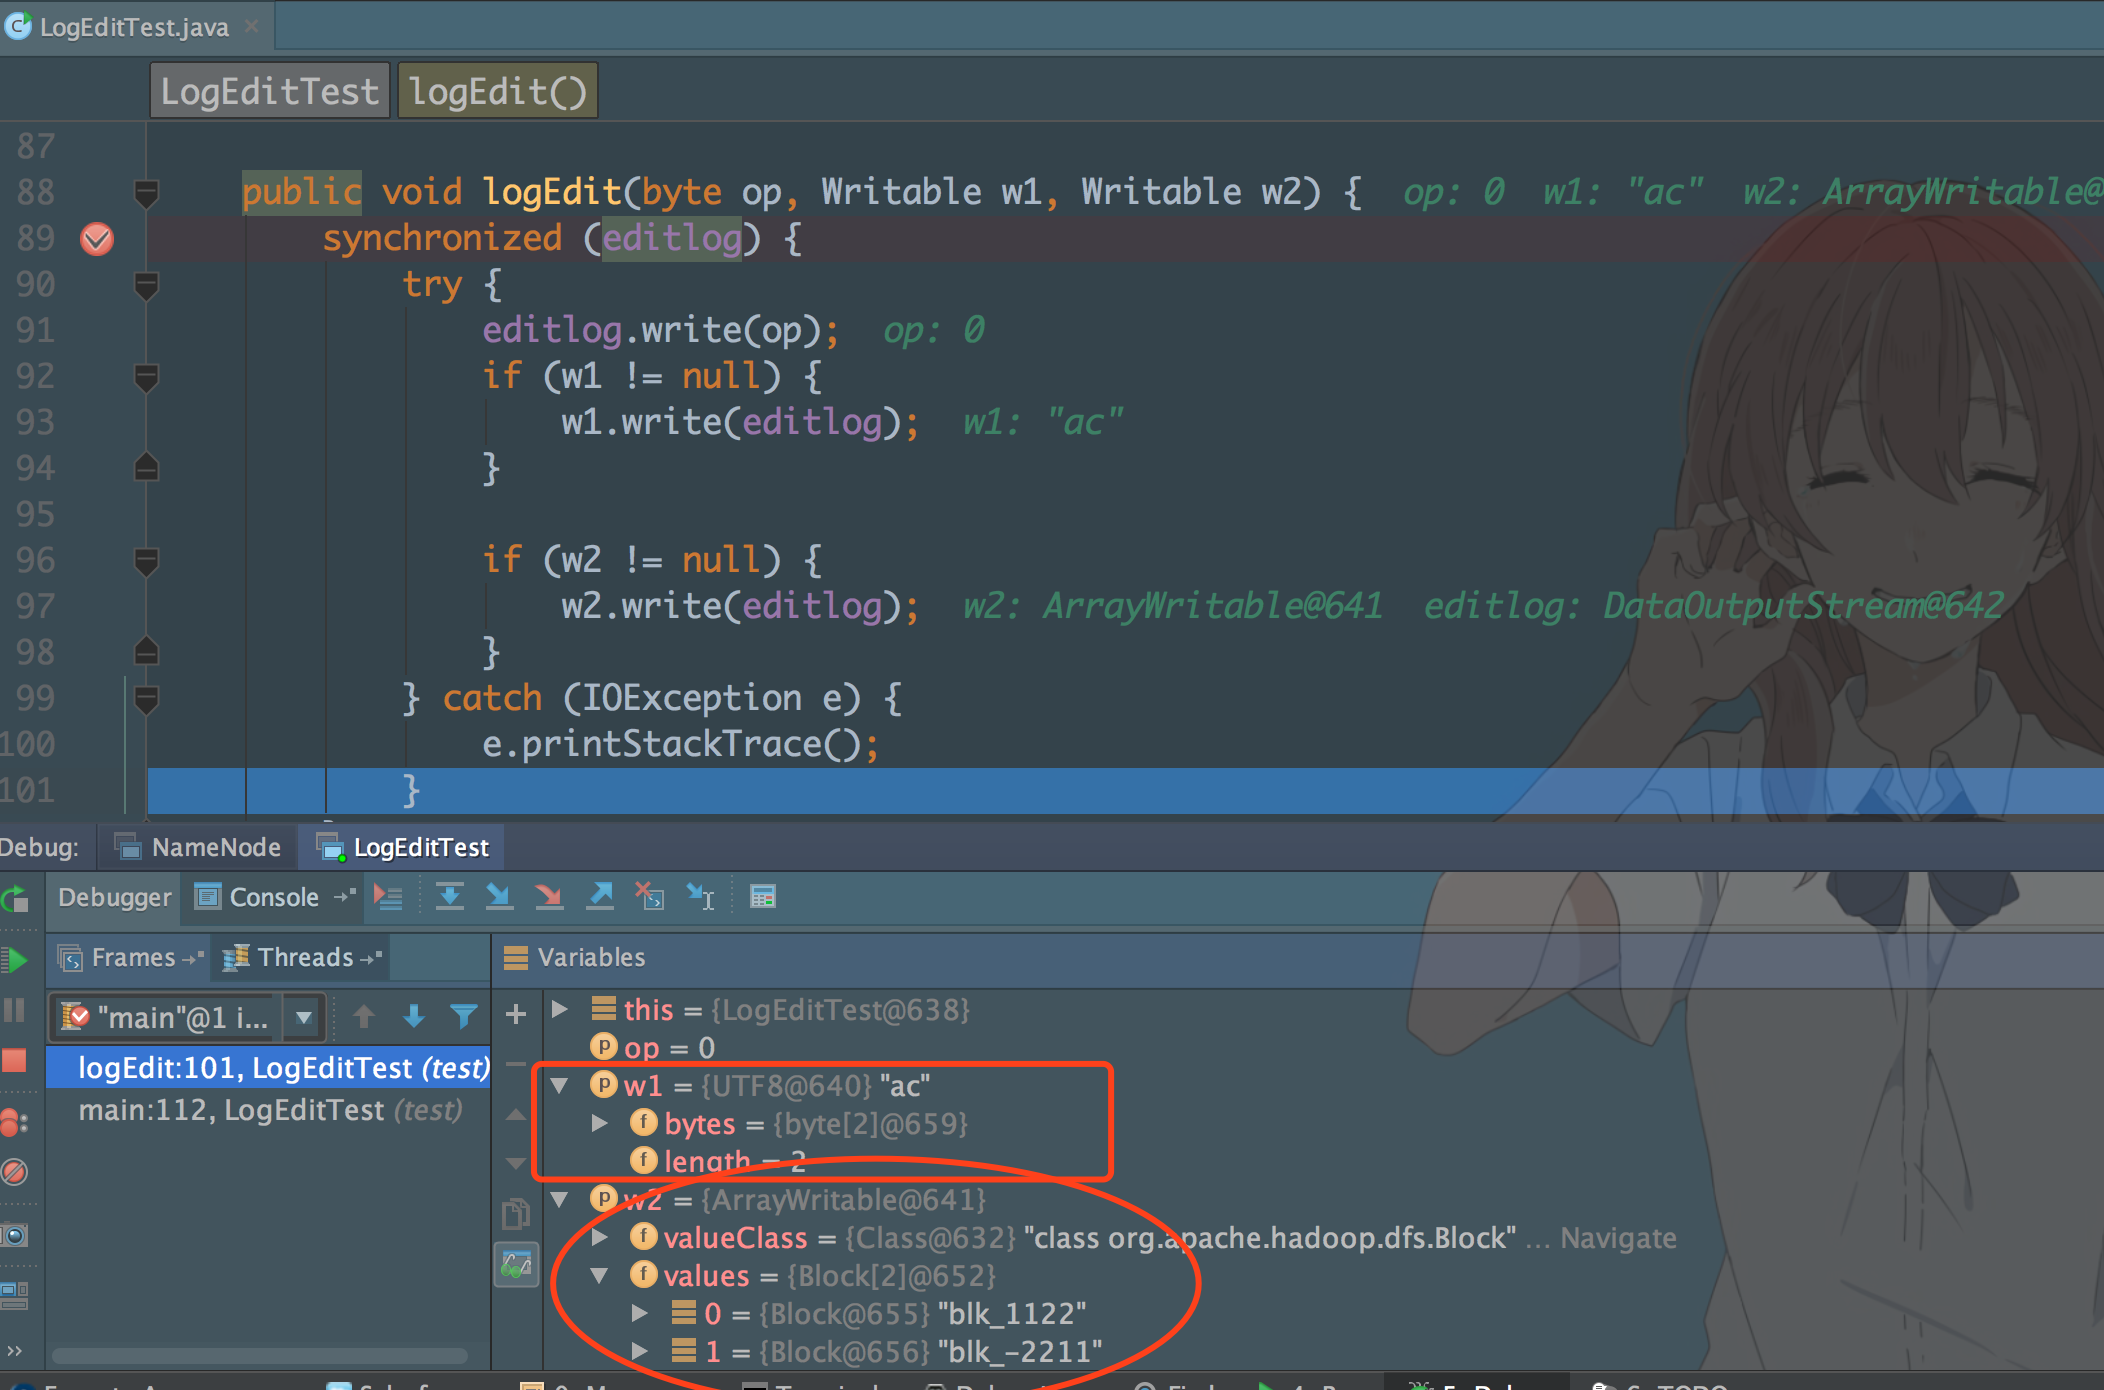 LogEditTest.java
LogEditTest logEdit()
87
88 public void logEdit(byte op, Writable w1, Writable w2) { op: 0 w1: "ac" w2: ArrayWritable@
89 synchronized (editlog) {
90 try {
91 editlog.write(op); op: 0
92 if (w1 != null) {
93 w1.write(editlog); w1: "ac"
94 }
95
96 if (w2 != null) {
97 w2.write(editlog); w2: ArrayWritable@641 editlog: DataOutputStream@642
98 }
99 } catch (IOException e) {
100 e.printStackTrace();
101 }
Debug: NameNode LogEditTest
Debugger Console
Frames Threads Variables
"main"@1 i...
logEdit:101, LogEditTest (test)
main:112, LogEditTest (test)
this = {LogEditTest@638}
op = 0
w1 = {UTF8@640} "ac"
bytes = {byte[2]@659}
length = 2
w2 = {ArrayWritable@641}
valueClass = {Class@632} "class org.apache.hadoop.dfs.Block" ... Navigate
values = {Block[2]@652}
0 = {Block@655} "blk_1122"
1 = {Block@656} "blk_-2211"